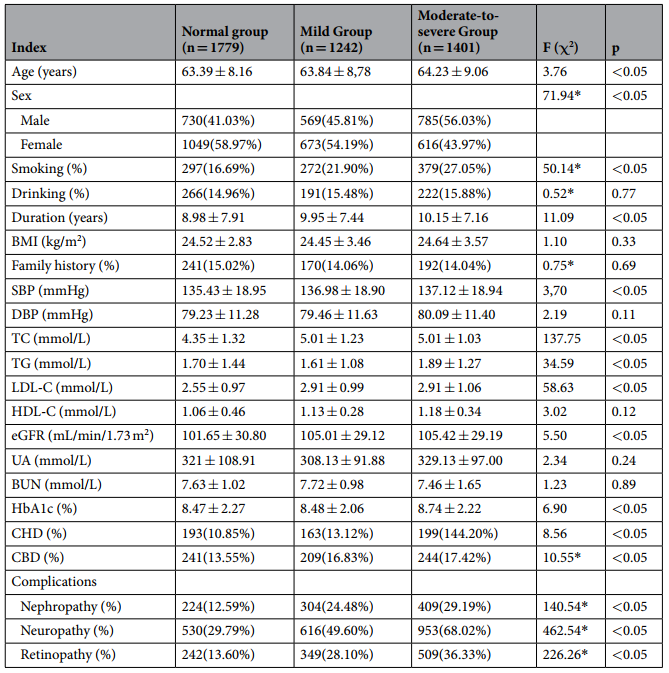 Index Normal group (n=1779) Mild Group (n=1242) Moderate-to-severe Group (n=1401) F (χ²) p
Age (years) 63.39±8.16 63.84±8,78 64.23±9.06 3.76 <0.05
Sex 71.94* <0.05
Male 730(41.03%) 569(45.81%) 785(56.03%)
Female 1049(58.97%) 673(54.19%) 616(43.97%)
Smoking (%) 297(16.69%) 272(21.90%) 379(27.05%) 50.14* <0.05
Drinking (%) 266(14.96%) 191(15.48%) 222(15.88%) 0.52* 0.77
Duration (years) 8.98±7.91 9.95±7.44 10.15±7.16 11.09 <0.05
BMI (kg/m²) 24.52±2.83 24.45±3.46 24.64±3.57 1.10 0.33
Family history (%) 241(15.02%) 170(14.06%) 192(14.04%) 0.75* 0.69
SBP (mmHg) 135.43±18.95 136.98±18.90 137.12±18.94 3,70 <0.05
DBP (mmHg) 79.23±11.28 79.46±11.63 80.09±11.40 2.19 0.11
TC (mmol/L) 4.35±1.32 5.01±1.23 5.01±1.03 137.75 <0.05
TG (mmol/L) 1.70±1.44 1.61±1.08 1.89±1.27 34.59 <0.05
LDL-C (mmol/L) 2.55±0.97 2.91±0.99 2.91±1.06 58.63 <0.05
HDL-C (mmol/L) 1.06±0.46 1.13±0.28 1.18±0.34 3.02 0.12
eGFR (mL/min/1.73 m²) 101.65±30.80 105.01±29.12 105.42±29.19 5.50 <0.05
UA (mmol/L) 321±108.91 308.13±91.88 329.13±97.00 2.34 0.24
BUN (mmol/L) 7.63±1.02 7.72±0.98 7.46±1.65 1.23 0.89
HbA1c (%) 8.47±2.27 8.48±2.06 8.74±2.22 6.90 <0.05
CHD (%) 193(10.85%) 163(13.12%) 199(144.20%) 8.56 <0.05
CBD (%) 241(13.55%) 209(16.83%) 244(17.42%) 10.55* <0.05
Complications
Nephropathy (%) 224(12.59%) 304(24.48%) 409(29.19%) 140.54* <0.05
Neuropathy (%) 530(29.79%) 616(49.60%) 953(68.02%) 462.54* <0.05
Retinopathy (%) 242(13.60%) 349(28.10%) 509(36.33%) 226.26* <0.05